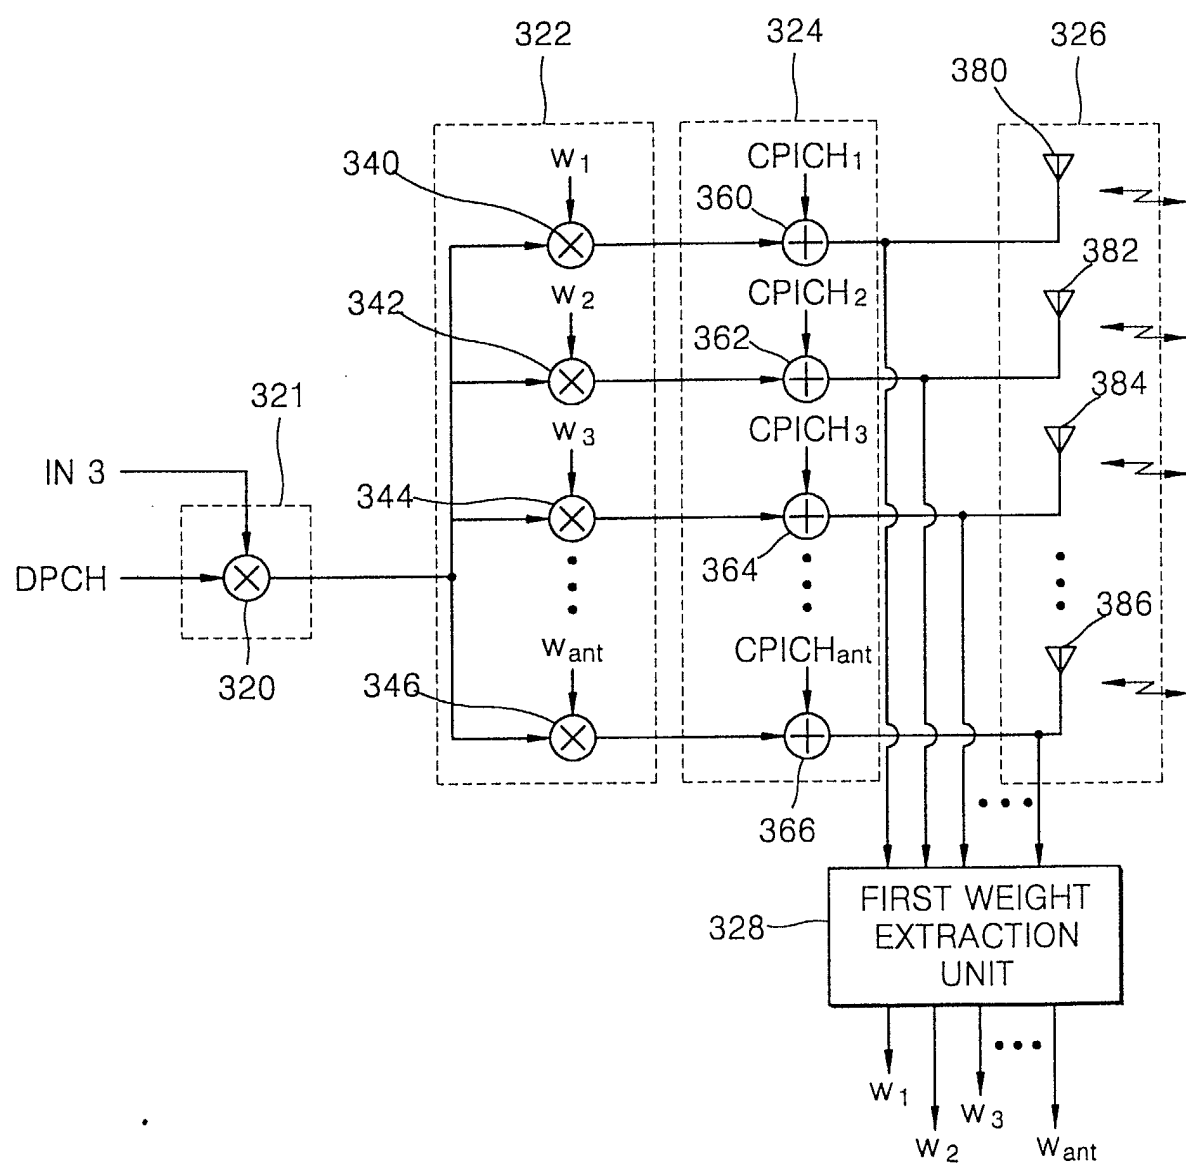 322
324
326
380
340
w1
CPICH1
360
382
342
w2
CPICH2
362
384
321
w3
CPICH3
IN 3
344
364
DPCH
386
320
want
CPICHant
346
366
328
FIRST WEIGHT
EXTRACTION
UNIT
w1
w2
w3
want